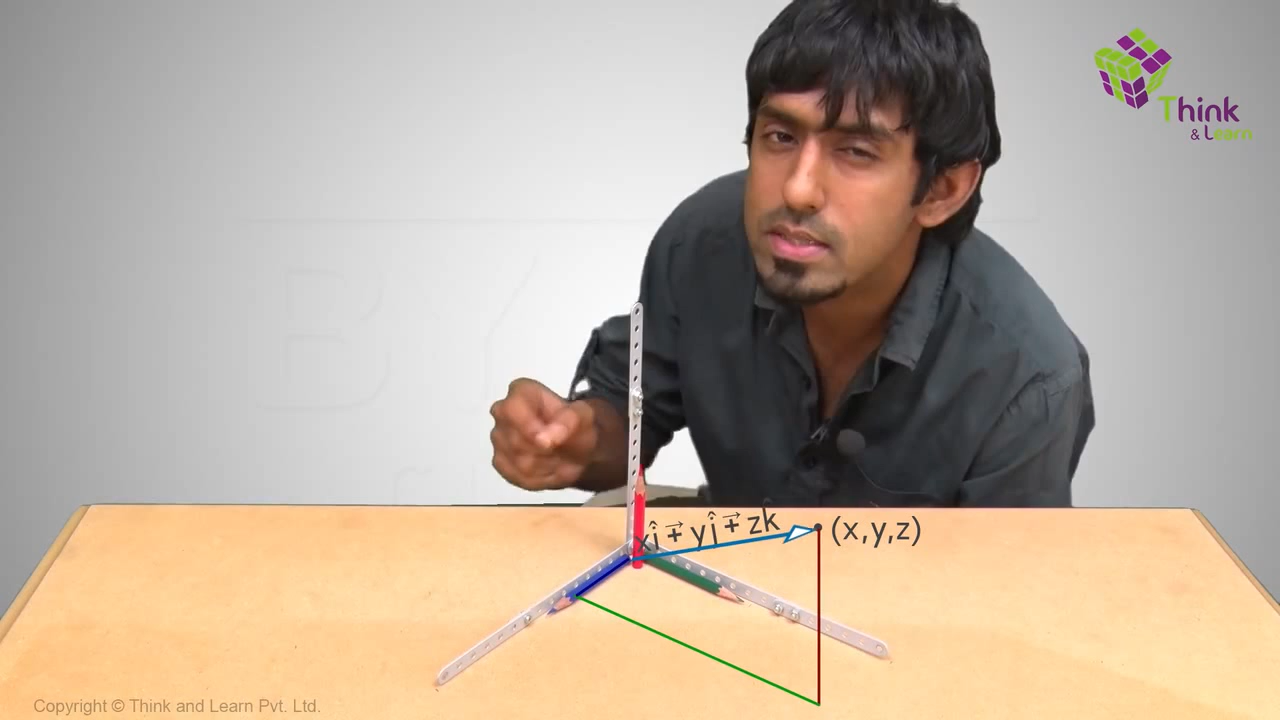 Think
& Learn
xî + yĵ + zk
(x,y,z)
Copyright © Think and Learn Pvt. Ltd.